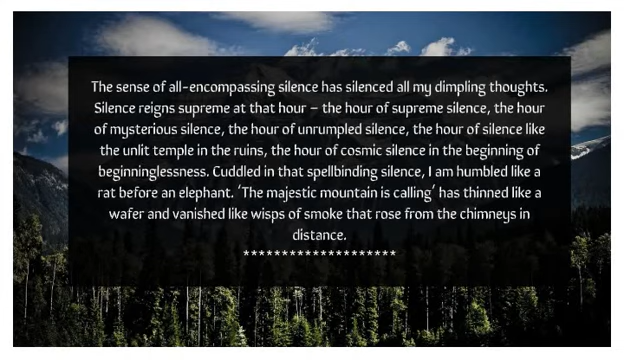 The sense of all-encompassing silence has silenced all my dimpling thoughts.
Silence reigns supreme at that hour – the hour of supreme silence, the hour
of mysterious silence, the hour of unrumpled silence, the hour of silence like
the unlit temple in the ruins, the hour of cosmic silence in the beginning of
beginninglessness. Cuddled in that spellbinding silence, I am humbled like a
rat before an elephant. ‘The majestic mountain is calling’ has thinned like a
wafer and vanished like wisps of smoke that rose from the chimneys in
distance.
********************